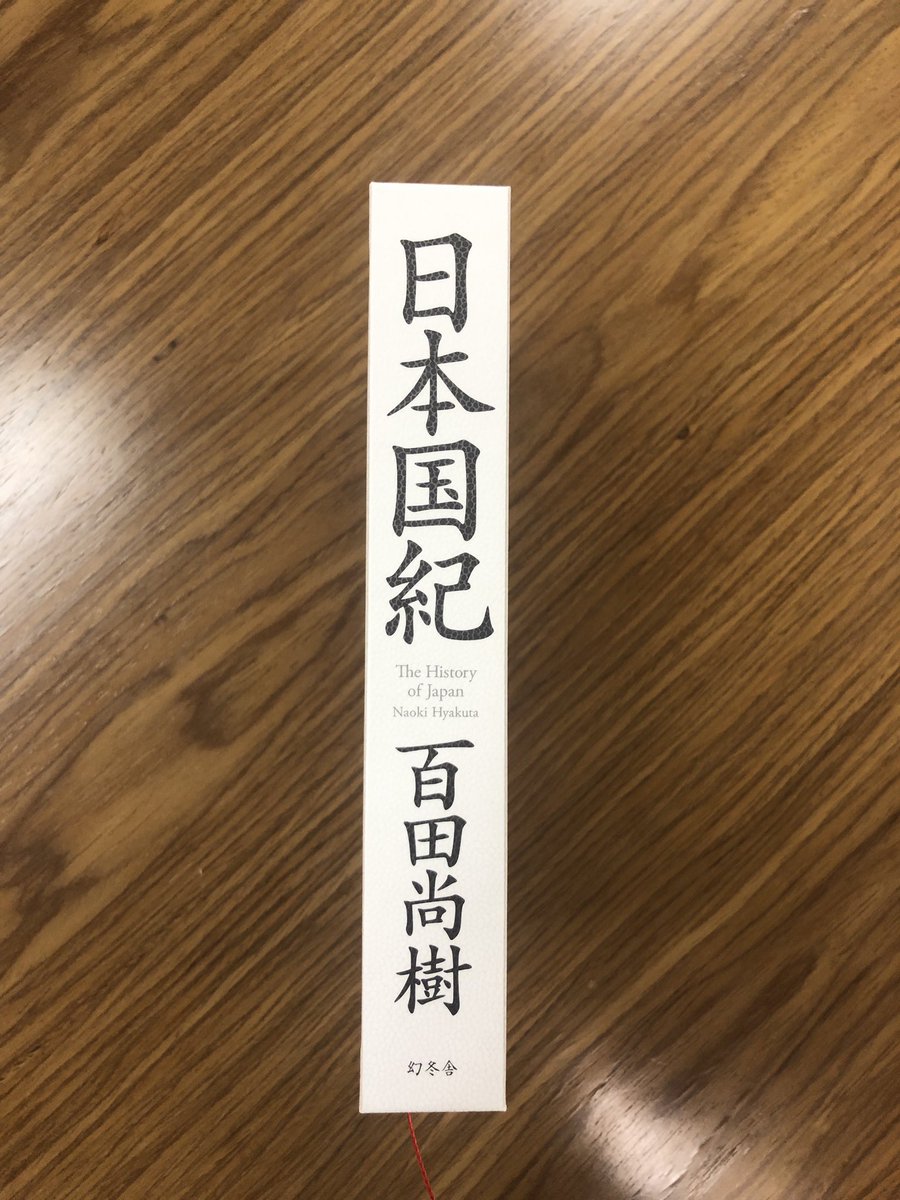 日本国紀
The History
of Japan
Naoki Hyakuta
百田尚樹
幻冬舎